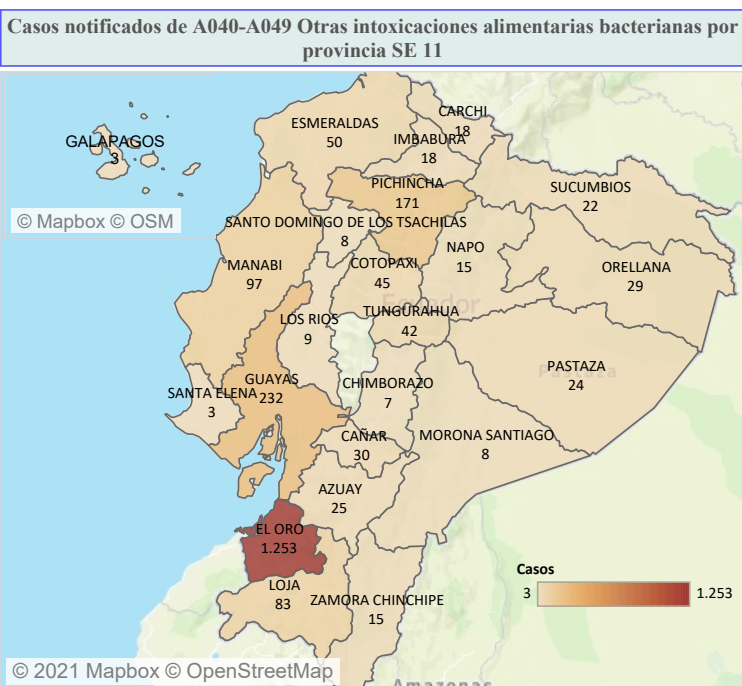 Casos notificados de A040-A049 Otras intoxicaciones alimentarias bacterianas por
provincia SE 11
GALAPAGOS
3
© Mapbox © OSM
ESMERALDAS
50
CARCHI
18
IMBABURA
18
PICHINCHA
171
SUCUMBIOS
22
SANTO DOMINGO DE LOS TSACHILAS
8
NAPO
15
MANABI
97
COTOPAXI
45
ORELLANA
29
Ecuador
LOS RIOS
9
TUNGURAHUA
42
PASTAZA
24
Pastaza
GUAYAS
232
SANTA ELENA
3
CHIMBORAZO
7
CAÑAR
30
MORONA SANTIAGO
8
AZUAY
25
EL ORO
1.253
LOJA
83
ZAMORA CHINCHIPE
15
Casos
3 1.253
© 2021 Mapbox © OpenStreetMap
Amazonas